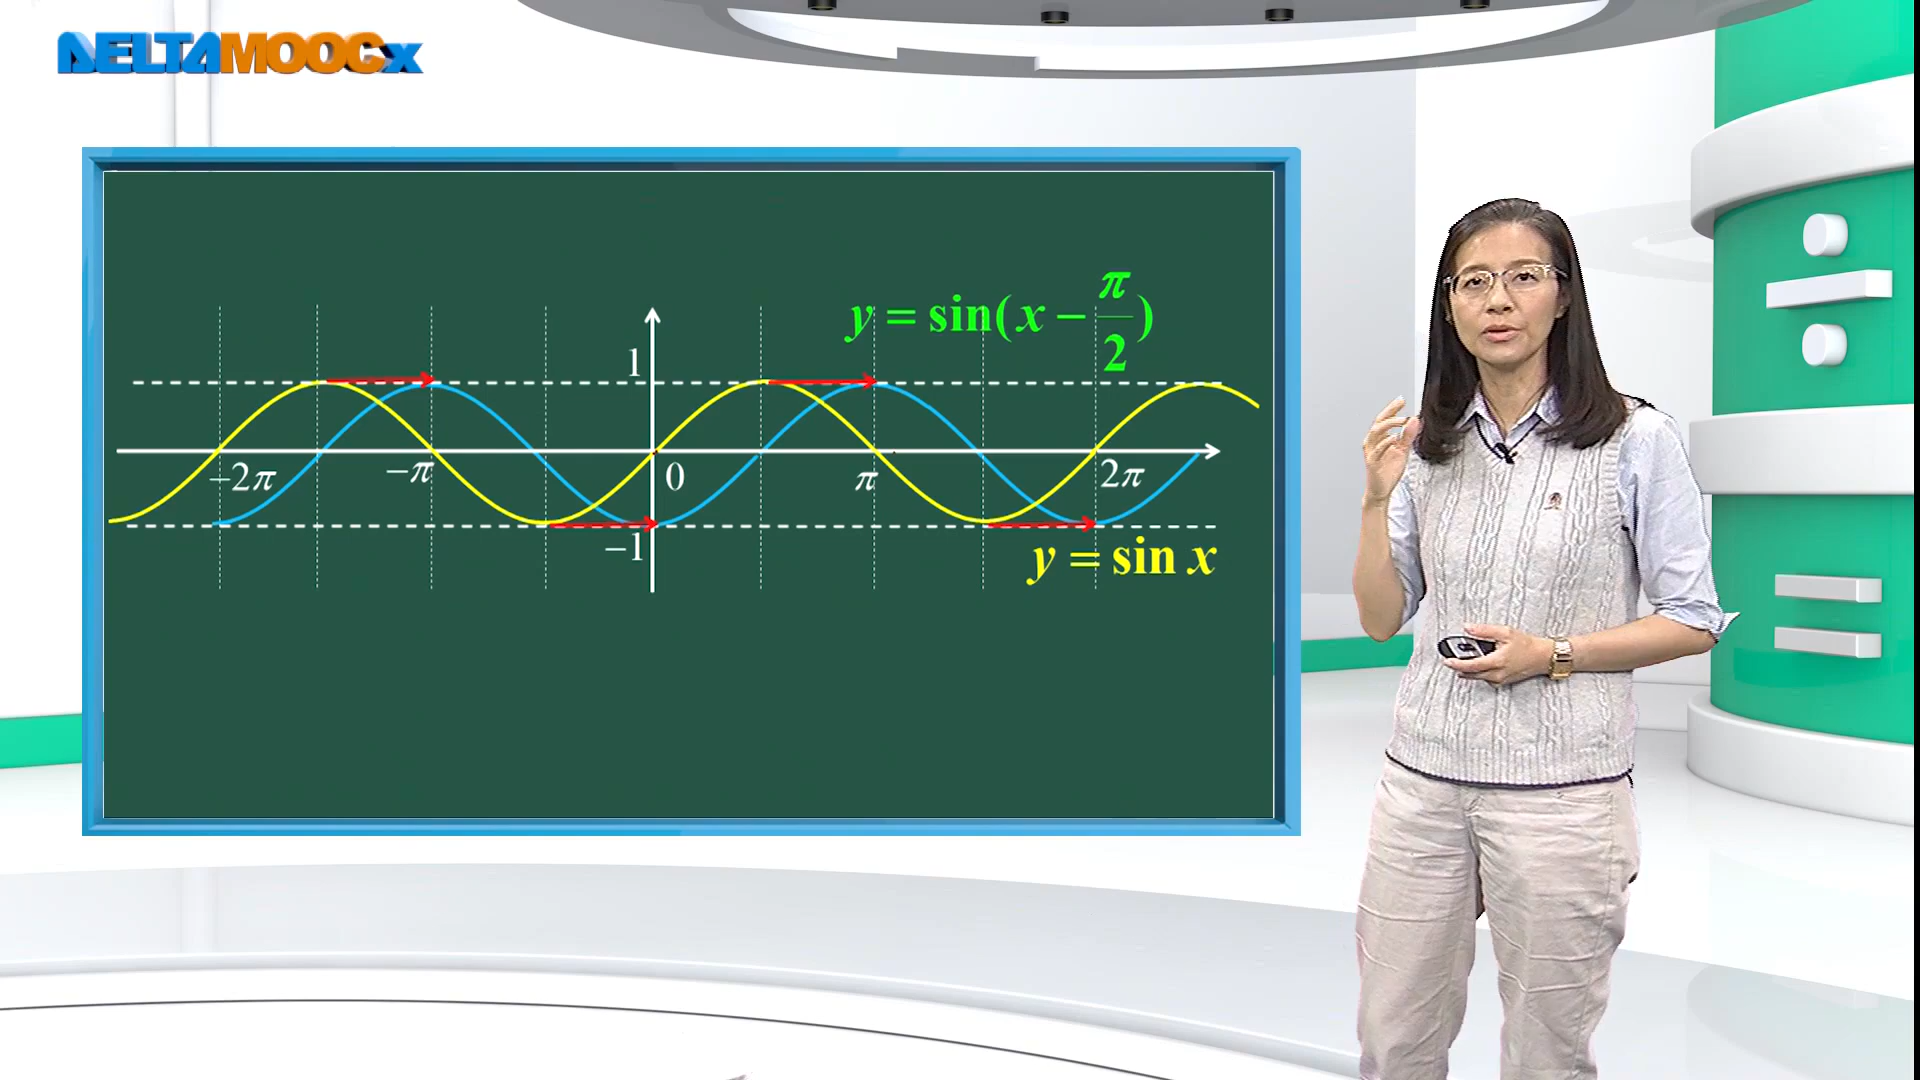 DELTAMOOCx
y = sin(x − π/2)
1
−2π −π 0 π 2π
−1
y = sin x